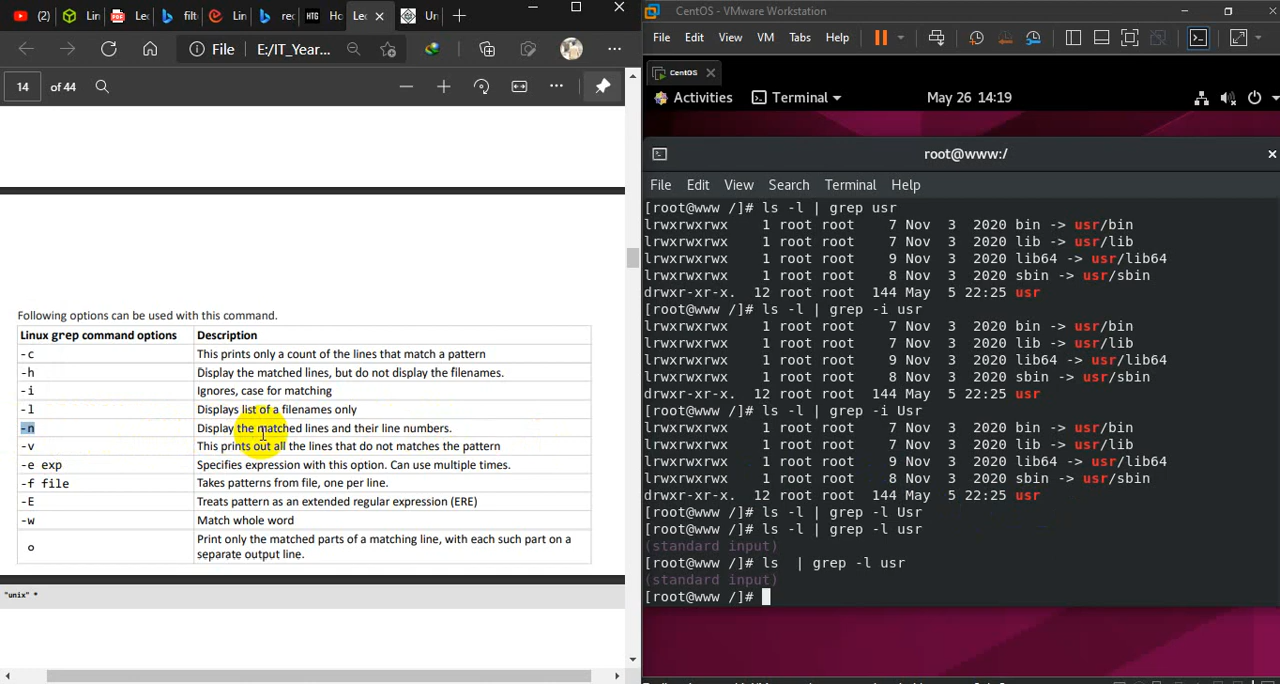 (2)
Lin
Lec
filt
Lin
rec
HTG
Ho
Le
Un
File
E:/IT_Year...
14
of 44
Following options can be used with this command.
Linux grep command options Description
-c This prints only a count of the lines that match a pattern
-h Display the matched lines, but do not display the filenames.
-i Ignores, case for matching
-l Displays list of a filenames only
-n Display the matched lines and their line numbers.
-v This prints out all the lines that do not matches the pattern
-e exp Specifies expression with this option. Can use multiple times.
-f file Takes patterns from file, one per line.
-E Treats pattern as an extended regular expression (ERE)
-w Match whole word
o Print only the matched parts of a matching line, with each such part on a
separate output line.
"unix" *
CentOS - VMware Workstation
File Edit View VM Tabs Help
CentOS
Activities Terminal May 26 14:19
root@www:/
File Edit View Search Terminal Help
[root@www /]# ls -l | grep usr
lrwxrwxrwx 1 root root 7 Nov 3 2020 bin -> usr/bin
lrwxrwxrwx 1 root root 7 Nov 3 2020 lib -> usr/lib
lrwxrwxrwx 1 root root 9 Nov 3 2020 lib64 -> usr/lib64
lrwxrwxrwx 1 root root 8 Nov 3 2020 sbin -> usr/sbin
drwxr-xr-x. 12 root root 144 May 5 22:25 usr
[root@www /]# ls -l | grep -i usr
lrwxrwxrwx 1 root root 7 Nov 3 2020 bin -> usr/bin
lrwxrwxrwx 1 root root 7 Nov 3 2020 lib -> usr/lib
lrwxrwxrwx 1 root root 9 Nov 3 2020 lib64 -> usr/lib64
lrwxrwxrwx 1 root root 8 Nov 3 2020 sbin -> usr/sbin
drwxr-xr-x. 12 root root 144 May 5 22:25 usr
[root@www /]# ls -l | grep -i Usr
lrwxrwxrwx 1 root root 7 Nov 3 2020 bin -> usr/bin
lrwxrwxrwx 1 root root 7 Nov 3 2020 lib -> usr/lib
lrwxrwxrwx 1 root root 9 Nov 3 2020 lib64 -> usr/lib64
lrwxrwxrwx 1 root root 8 Nov 3 2020 sbin -> usr/sbin
drwxr-xr-x. 12 root root 144 May 5 22:25 usr
[root@www /]# ls -l | grep -l Usr
[root@www /]# ls -l | grep -l usr
(standard input)
[root@www /]# ls  | grep -l usr
(standard input)
[root@www /]#